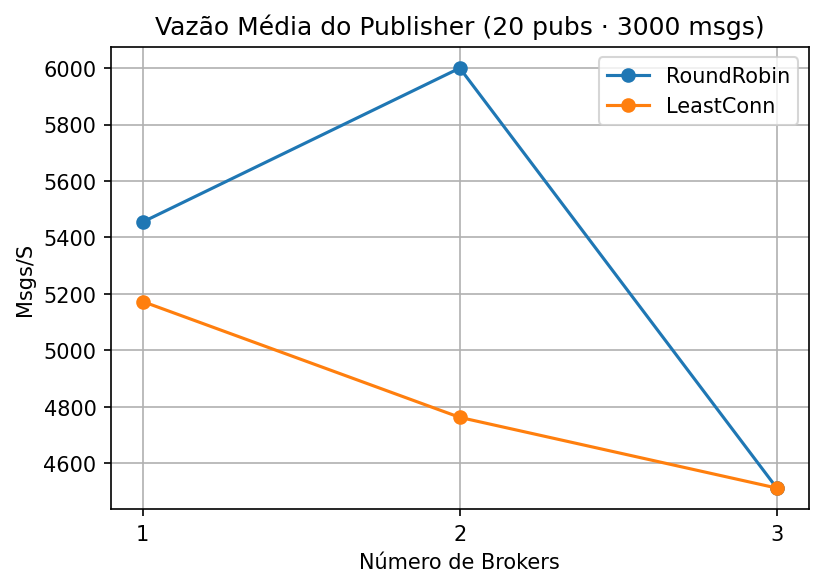 Vazão Média do Publisher (20 pubs · 3000 msgs)
RoundRobin
LeastConn
Msgs/S
6000
5800
5600
5400
5200
5000
4800
4600
1
2
3
Número de Brokers